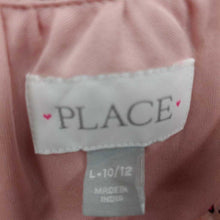 PLACE
L-10/12
MADE IN
INDIA